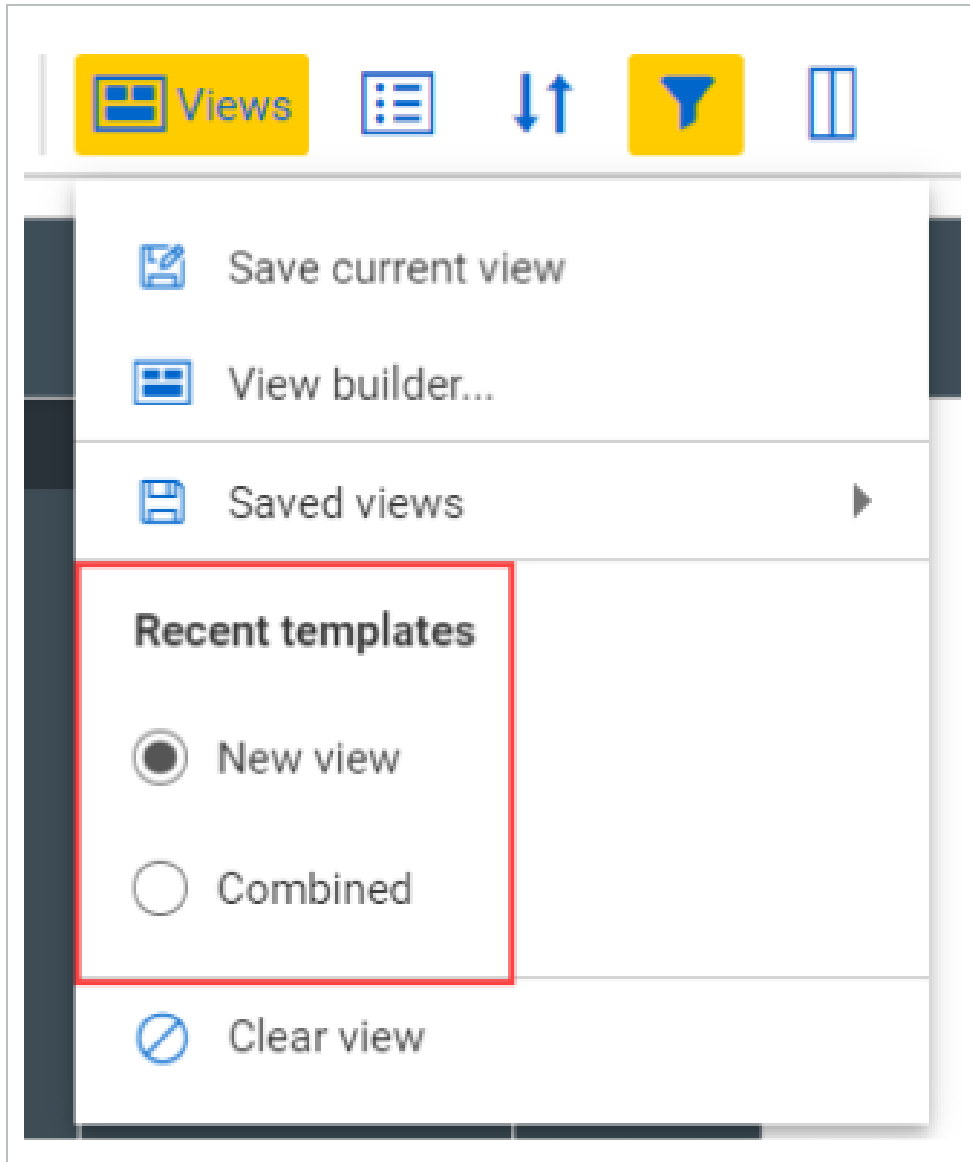 Views
Save current view
View builder...
Saved views
Recent templates
New view
Combined
Clear view